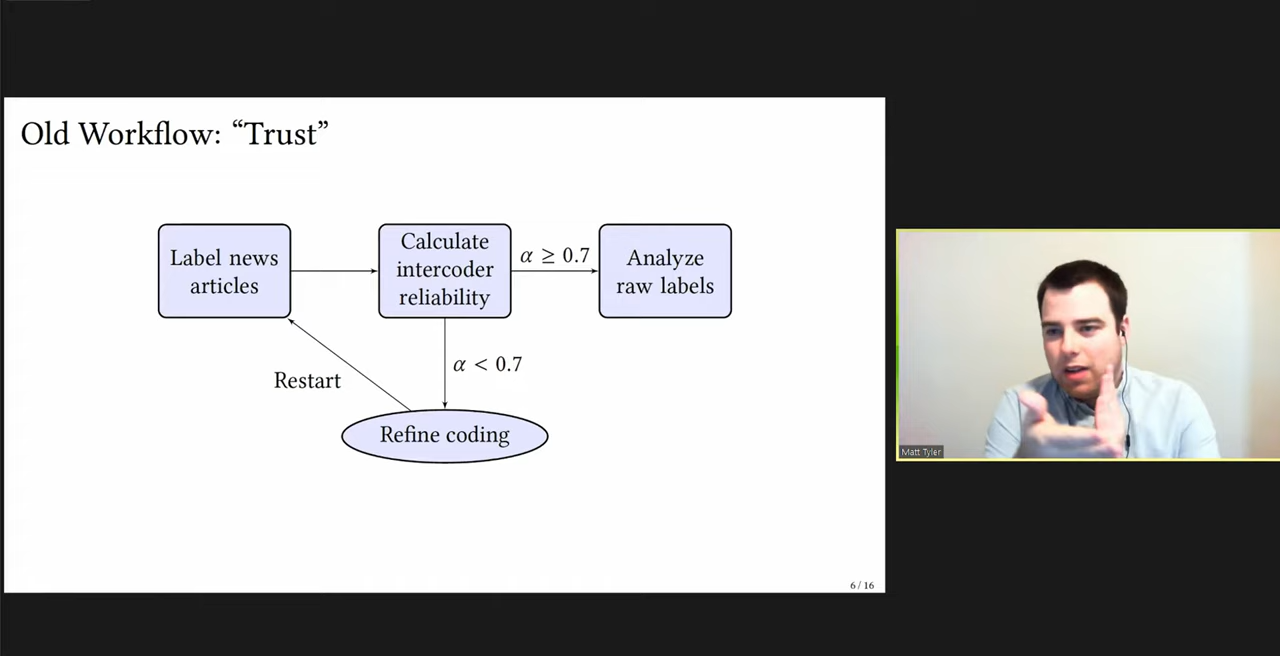 Old Workflow: “Trust”
Label news
articles
Calculate
intercoder
reliability
α ≥ 0.7
Analyze
raw labels
α < 0.7
Restart
Refine coding
6 / 16
Matt Tyler